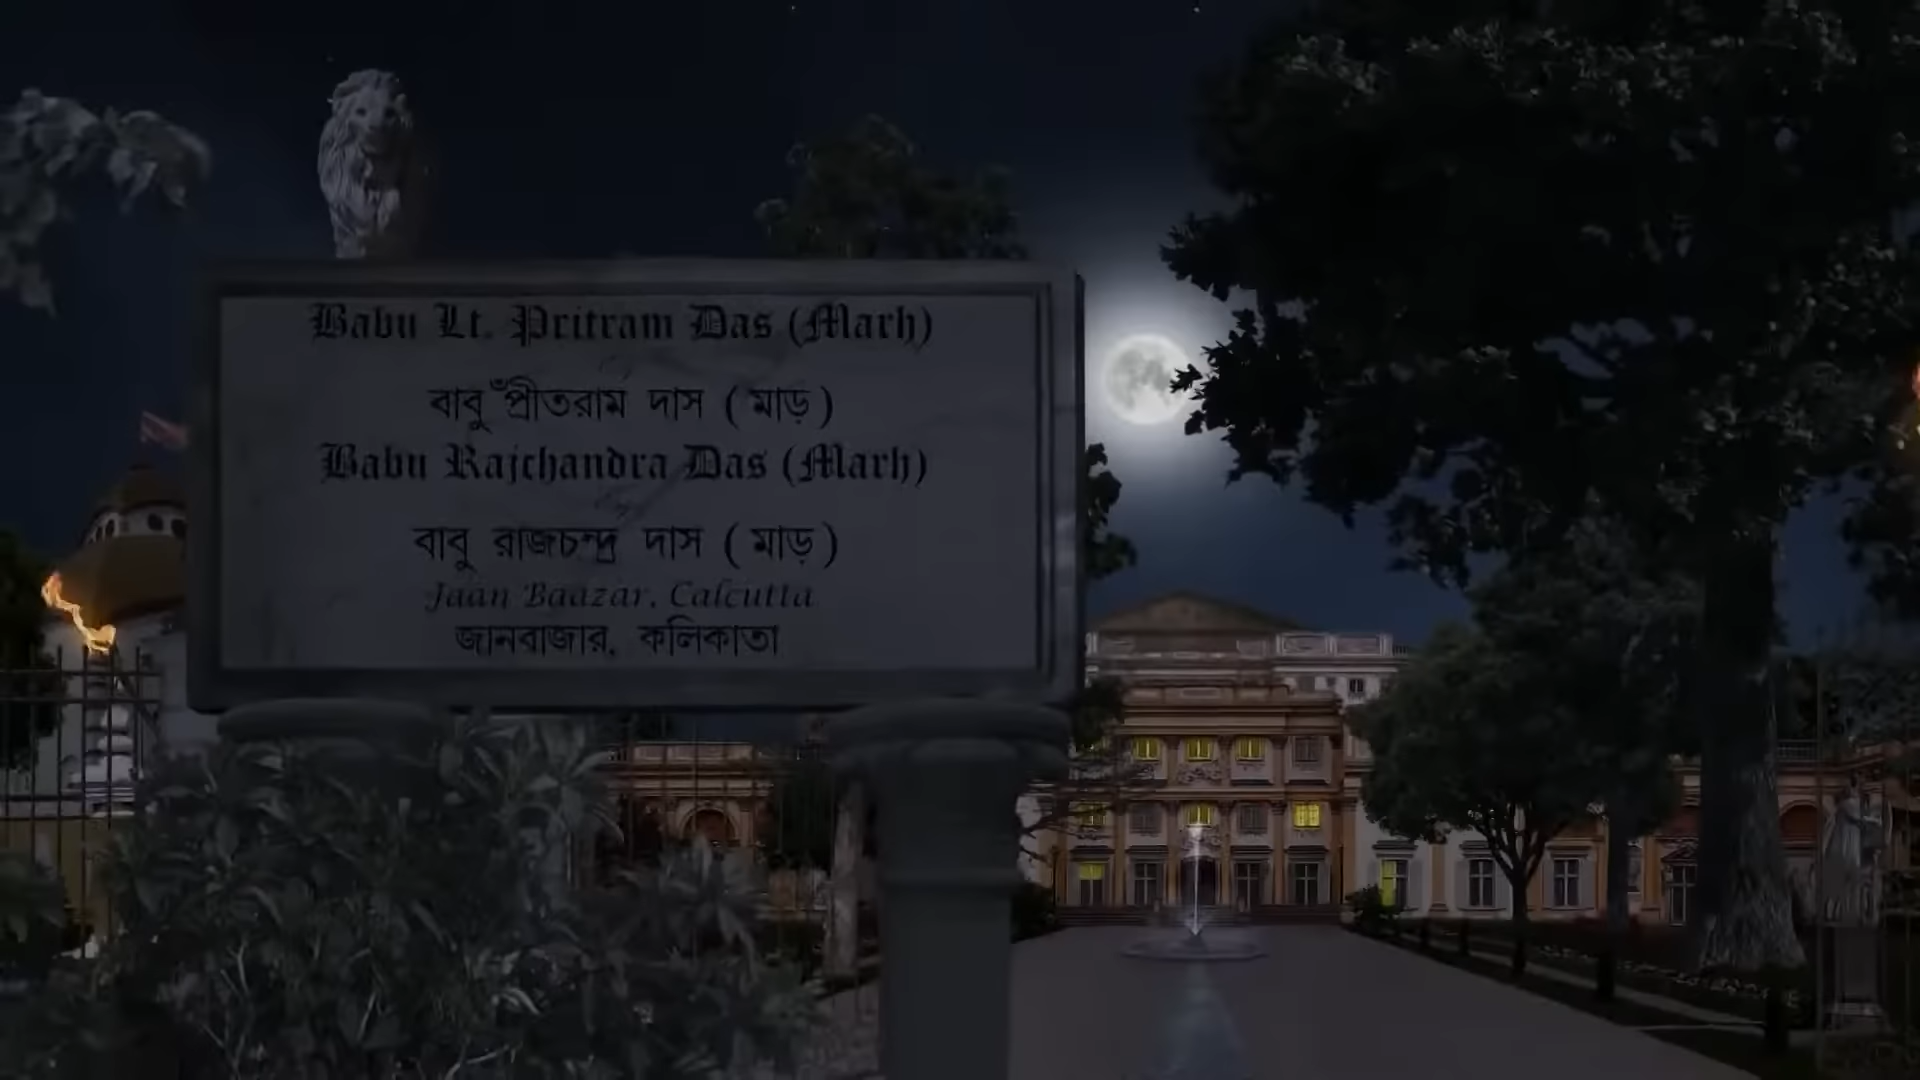 Babu Lt. Pritram Das (Marh)
বাবু ঁপ্রীতরাম দাস ( মাড় )
Babu Rajchandra Das (Marh)
বাবু রাজচন্দ্র দাস ( মাড় )
Jaan Baazar, Calcutta
জানবাজার, কলিকাতা